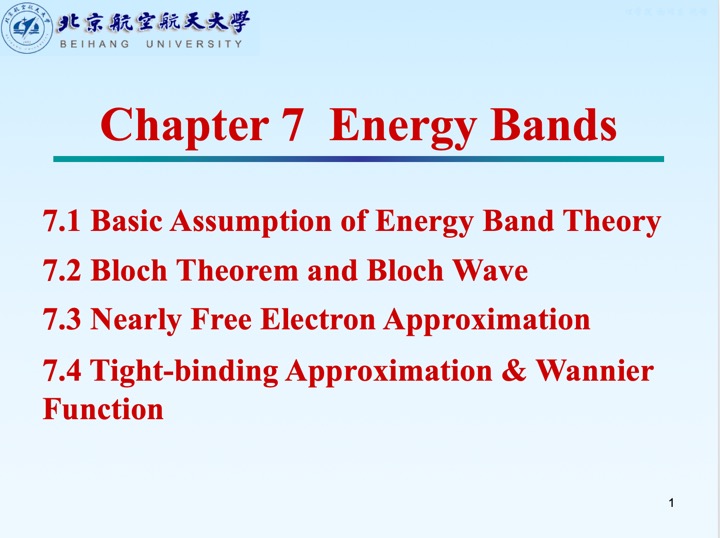 北京航空航天大學
BEIHANG UNIVERSITY
Chapter 7 Energy Bands
7.1 Basic Assumption of Energy Band Theory
7.2 Bloch Theorem and Bloch Wave
7.3 Nearly Free Electron Approximation
7.4 Tight-binding Approximation & Wannier
Function
1